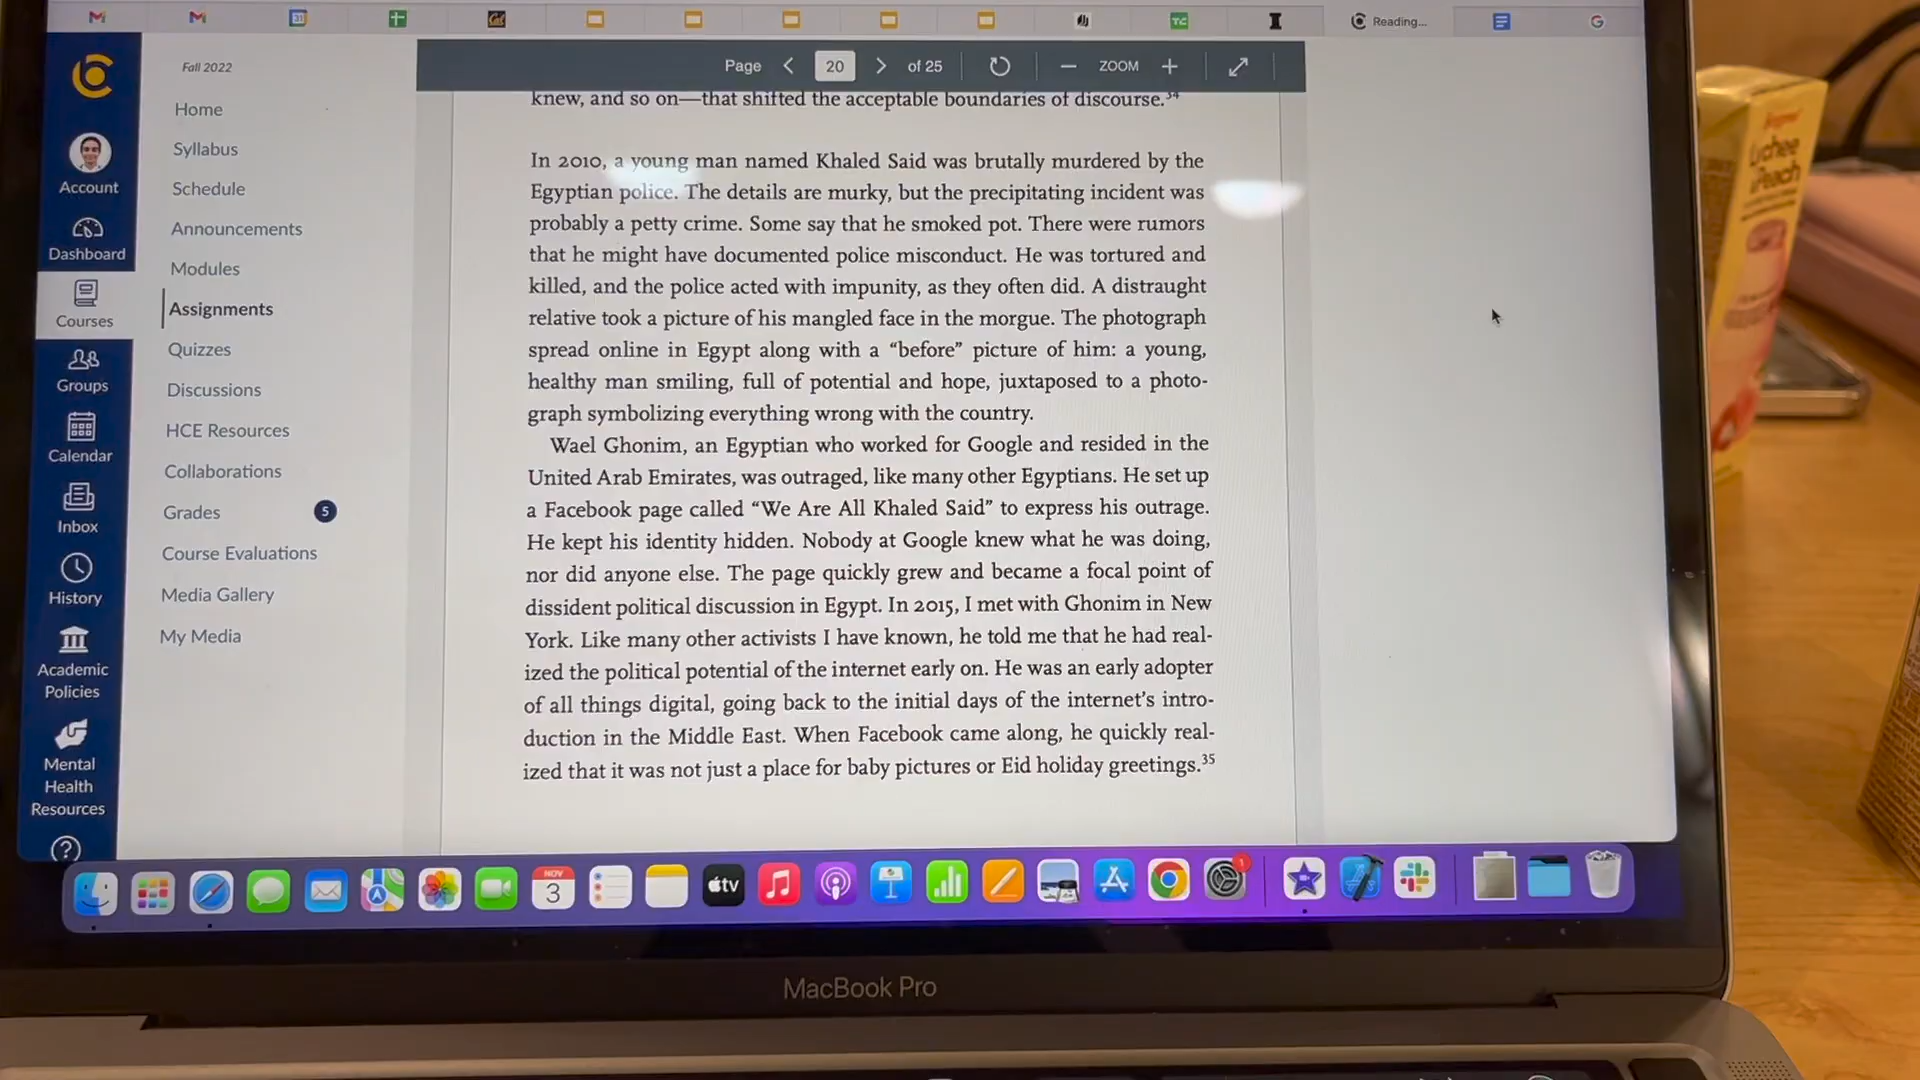 Reading...
Fall 2022
Page 20 of 25 ZOOM
Account
Dashboard
Courses
Groups
Calendar
Inbox
History
Academic
Policies
Mental
Health
Resources
Home
Syllabus
Schedule
Announcements
Modules
Assignments
Quizzes
Discussions
HCE Resources
Collaborations
Grades 5
Course Evaluations
Media Gallery
My Media
knew, and so on—that shifted the acceptable boundaries of discourse.34
In 2010, a young man named Khaled Said was brutally murdered by the
Egyptian police. The details are murky, but the precipitating incident was
probably a petty crime. Some say that he smoked pot. There were rumors
that he might have documented police misconduct. He was tortured and
killed, and the police acted with impunity, as they often did. A distraught
relative took a picture of his mangled face in the morgue. The photograph
spread online in Egypt along with a “before” picture of him: a young,
healthy man smiling, full of potential and hope, juxtaposed to a photo-
graph symbolizing everything wrong with the country.
Wael Ghonim, an Egyptian who worked for Google and resided in the
United Arab Emirates, was outraged, like many other Egyptians. He set up
a Facebook page called “We Are All Khaled Said” to express his outrage.
He kept his identity hidden. Nobody at Google knew what he was doing,
nor did anyone else. The page quickly grew and became a focal point of
dissident political discussion in Egypt. In 2015, I met with Ghonim in New
York. Like many other activists I have known, he told me that he had real-
ized the political potential of the internet early on. He was an early adopter
of all things digital, going back to the initial days of the internet’s intro-
duction in the Middle East. When Facebook came along, he quickly real-
ized that it was not just a place for baby pictures or Eid holiday greetings.35
NOV
3
tv
1
MacBook Pro
Lychee
& Peach